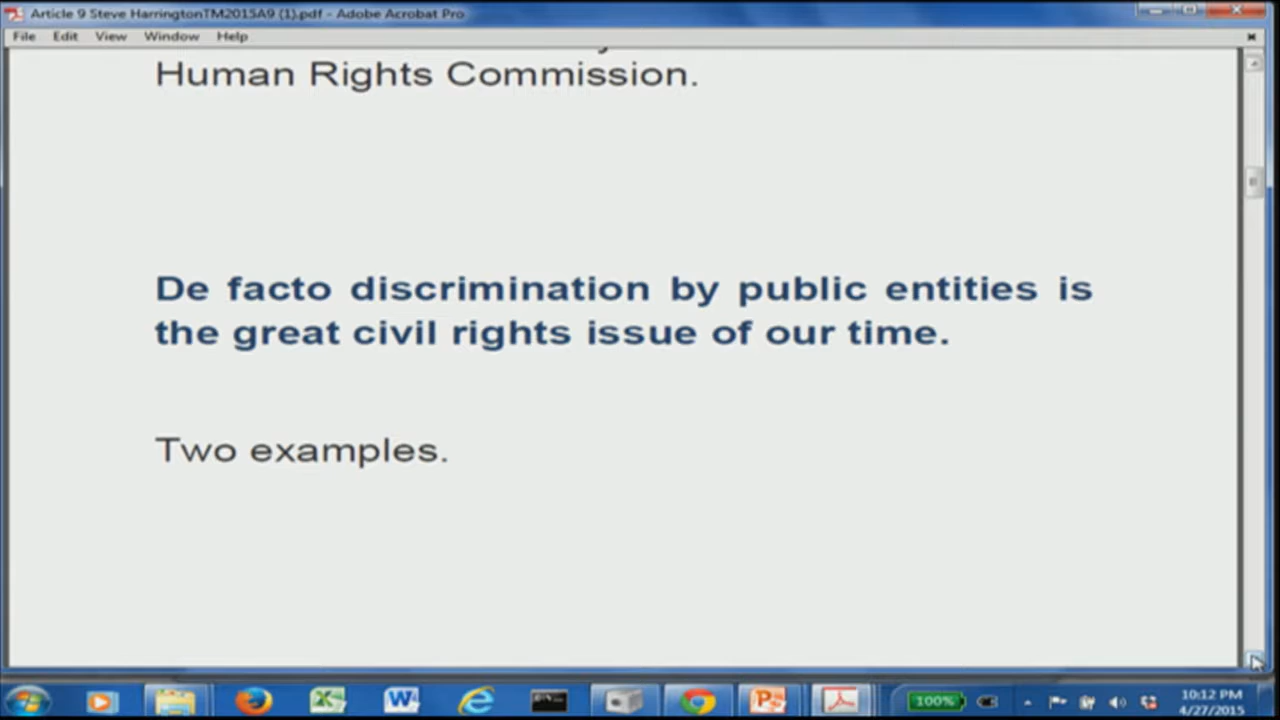 Article 9 Steve HarringtonTM2015A9 (1).pdf - Adobe Acrobat Pro
File Edit View Window Help
Human Rights Commission.
De facto discrimination by public entities is
the great civil rights issue of our time.
Two examples.
100%
10:12 PM
4/27/2015